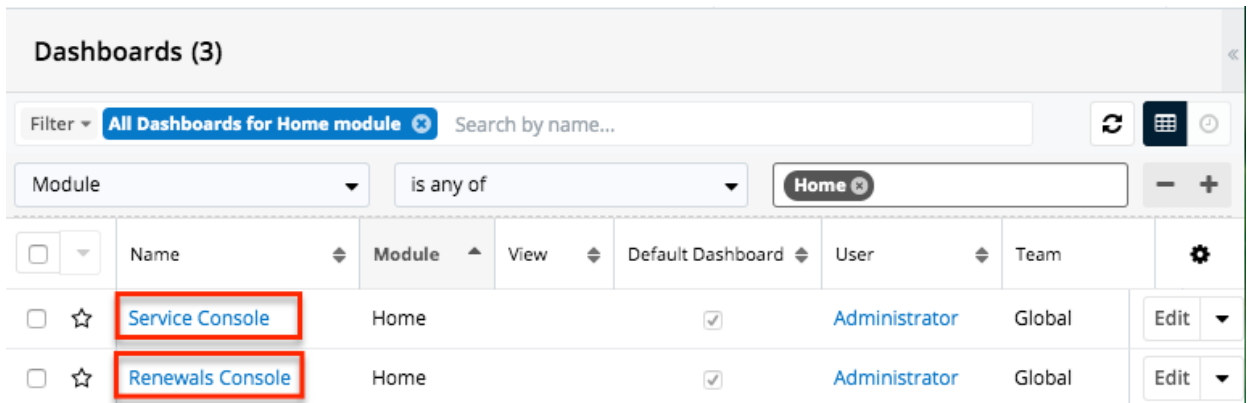 Dashboards (3)
Filter All Dashboards for Home module Search by name...
Module is any of Home
Name Module View Default Dashboard User Team
Service Console Home Administrator Global Edit
Renewals Console Home Administrator Global Edit